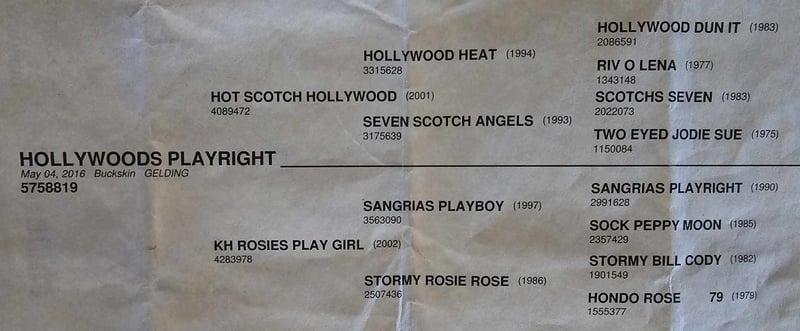 HOLLYWOOD DUN IT (1983)
2086591
HOLLYWOOD HEAT (1994)
3315628
RIV O LENA (1977)
1343148
HOT SCOTCH HOLLYWOOD (2001)
4089472
SCOTCHS SEVEN (1983)
2022073
SEVEN SCOTCH ANGELS (1993)
3175639
TWO EYED JODIE SUE (1975)
1150084
HOLLYWOODS PLAYRIGHT
May 04, 2016 Buckskin GELDING
5758819
SANGRIAS PLAYRIGHT (1990)
2991628
SANGRIAS PLAYBOY (1997)
3563090
SOCK PEPPY MOON (1985)
2357429
KH ROSIES PLAY GIRL (2002)
4283978
STORMY BILL CODY (1982)
1901549
STORMY ROSIE ROSE (1986)
2507436
HONDO ROSE 79 (1979)
1555377